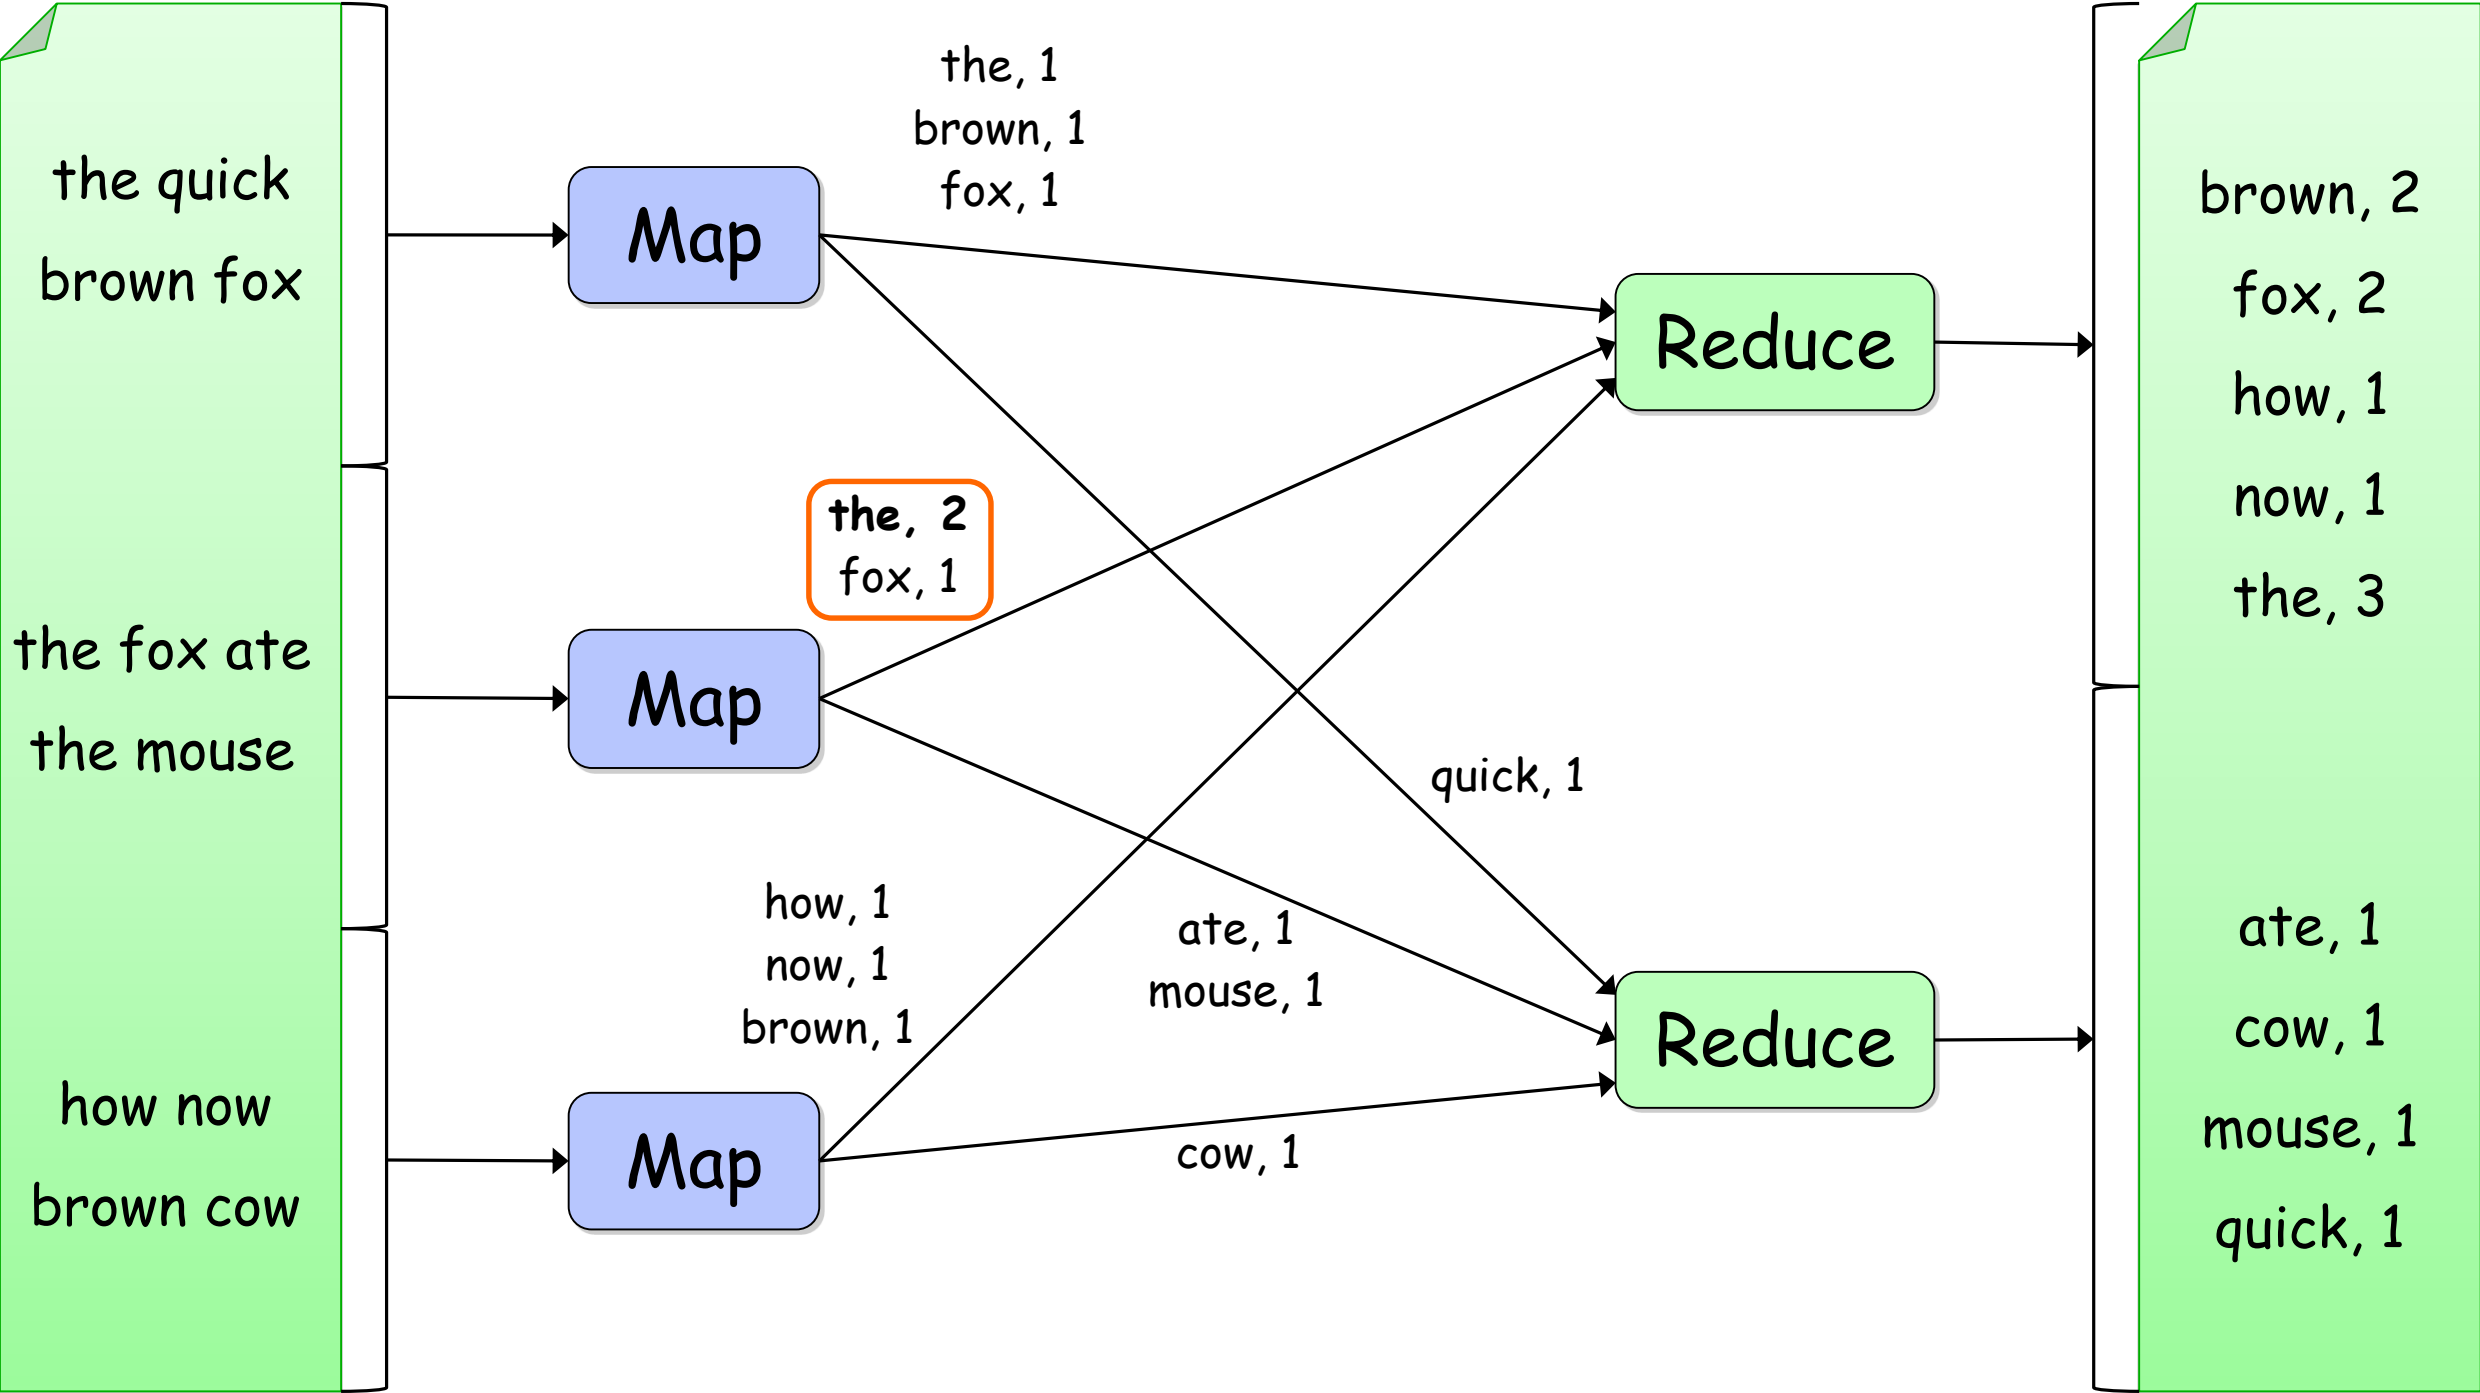 the quick
brown fox
the fox ate
the mouse
how now
brown cow
Map
Map
Map
the, 1
brown, 1
fox, 1
the, 2
fox, 1
how, 1
now, 1
brown, 1
quick, 1
ate, 1
mouse, 1
cow, 1
Reduce
Reduce
brown, 2
fox, 2
how, 1
now, 1
the, 3
ate, 1
cow, 1
mouse, 1
quick, 1